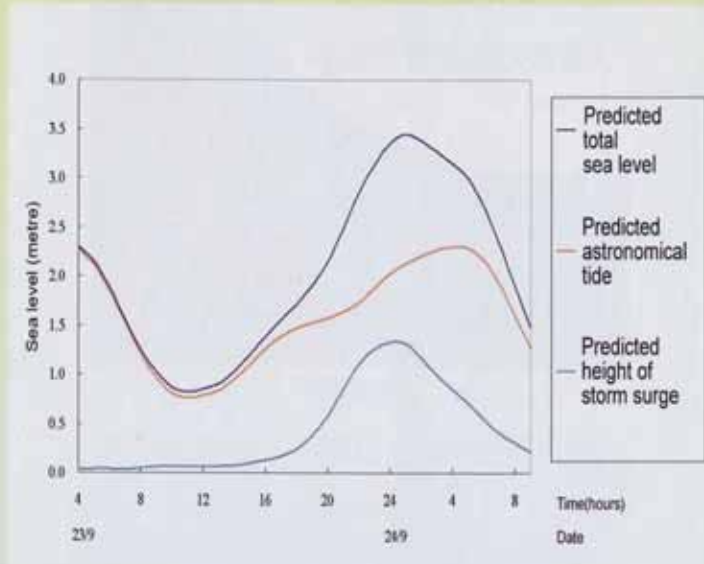 4.0
3.5
3.0
2.5
2.0
1.5
1.0
0.5
0.0
Sea level (metre)
4 8 12 16 20 24 4 8
Time(hours)
23/9 24/9
Date
Predicted
total
sea level
Predicted
astronomical
tide
Predicted
height of
storm surge